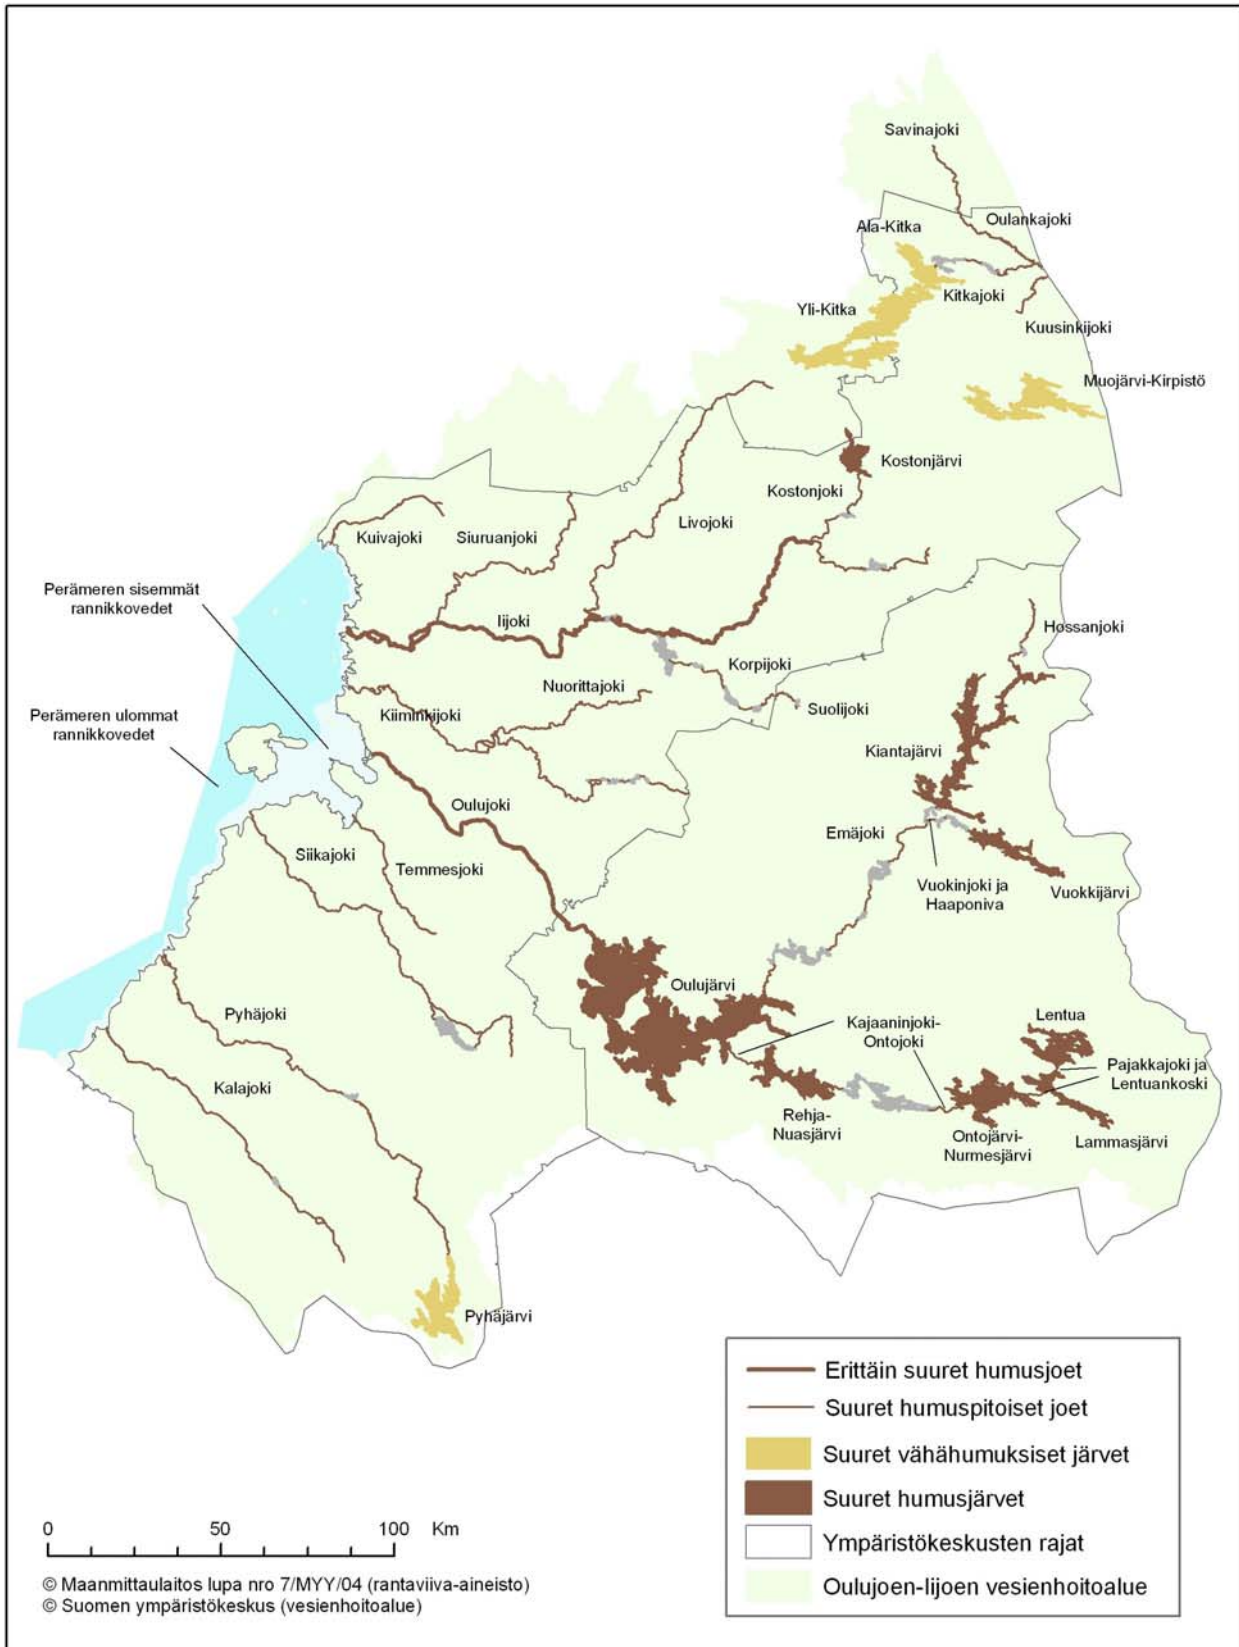 Savinajoki
Oulankajoki
Ala-Kitka
Kitkajoki
Yli-Kitka
Kuusinkijoki
Muojärvi-Kirpistö
Kostonjärvi
Kostonjoki
Livojoki
Kuivajoki
Siuruanjoki
Perämeren sisemmät
rannikkovedet
Iijoki
Hossanjoki
Korpijoki
Nuorittajoki
Suolijoki
Kiiminkijoki
Perämeren ulommat
rannikkovedet
Kiantajärvi
Oulujoki
Emäjoki
Siikajoki
Temmesjoki
Vuokinjoki ja
Haaponiva
Vuokkijärvi
Oulujärvi
Pyhäjoki
Kajaaninjoki-
Ontojoki
Lentua
Pajakkajoki ja
Lentuankoski
Kalajoki
Rehja-
Nuasjärvi
Ontojärvi-
Nurmesjärvi
Lammasjärvi
Pyhäjärvi
Erittäin suuret humusjoet
Suuret humuspitoiset joet
Suuret vähähumuksiset järvet
Suuret humusjärvet
Ympäristökeskusten rajat
Oulujoen-Iijoen vesienhoitoalue
0 50 100 Km
© Maanmittaulaitos lupa nro 7/MYY/04 (rantaviiva-aineisto)
© Suomen ympäristökeskus (vesienhoitoalue)